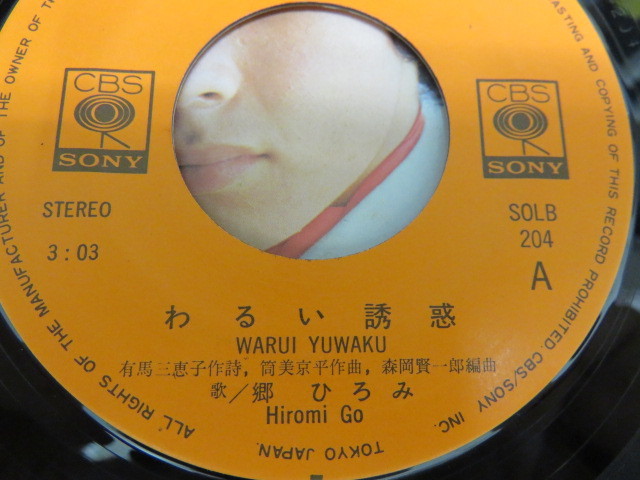 CBS
SONY
CBS
SONY
STEREO
3:03
SOLB
204
A
わるい誘惑
WARUI YUWAKU
有馬三恵子作詩, 筒美京平作曲, 森岡賢一郎編曲
歌／郷 ひろみ
Hiromi Go
ALL RIGHTS OF THE MANUFACTURER AND OF THE OWNER OF THE
CASTING AND COPYING OF THIS RECORD PROHIBITED. CBS/SONY INC. TOKYO JAPAN.